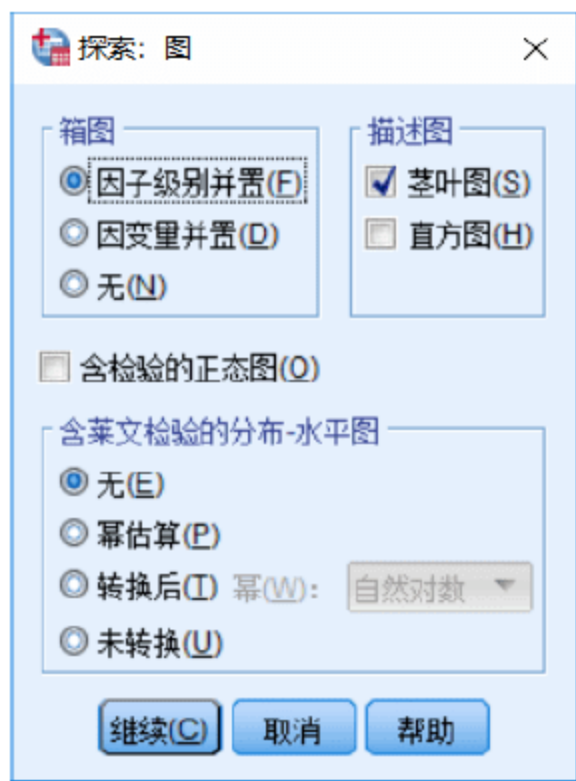 探索：图
箱图
因子级别并置(F)
因变量并置(D)
无(N)
描述图
茎叶图(S)
直方图(H)
含检验的正态图(O)
含莱文检验的分布-水平图
无(E)
幂估算(P)
转换后(T) 幂(W)： 自然对数
未转换(U)
继续(C) 取消 帮助